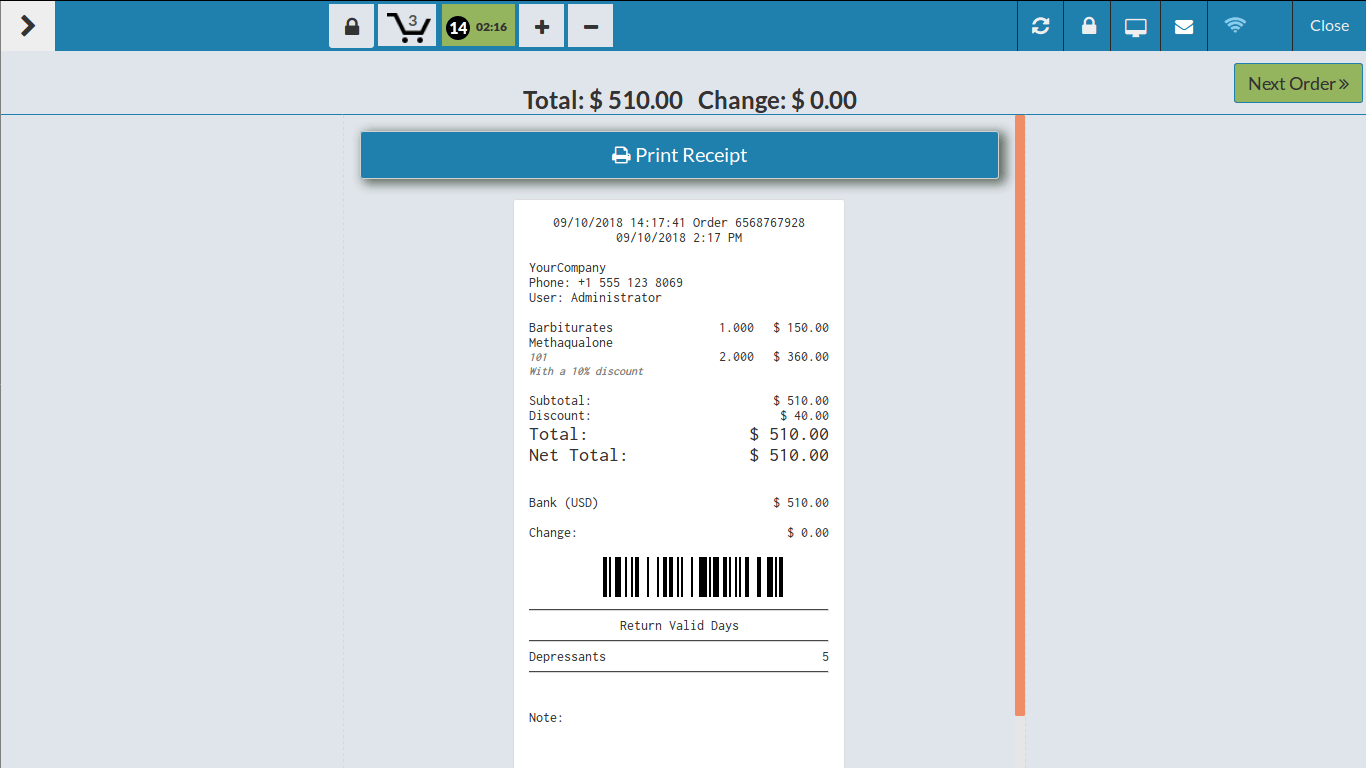 3
14 02:16
Close
Total: $ 510.00 Change: $ 0.00
Next Order
Print Receipt
09/10/2018 14:17:41 Order 6568767928
09/10/2018 2:17 PM
YourCompany
Phone: +1 555 123 8069
User: Administrator
Barbiturates 1.000 $ 150.00
Methaqualone
101 2.000 $ 360.00
With a 10% discount
Subtotal: $ 510.00
Discount: $ 40.00
Total: $ 510.00
Net Total: $ 510.00
Bank (USD) $ 510.00
Change: $ 0.00
Return Valid Days
Depressants 5
Note: